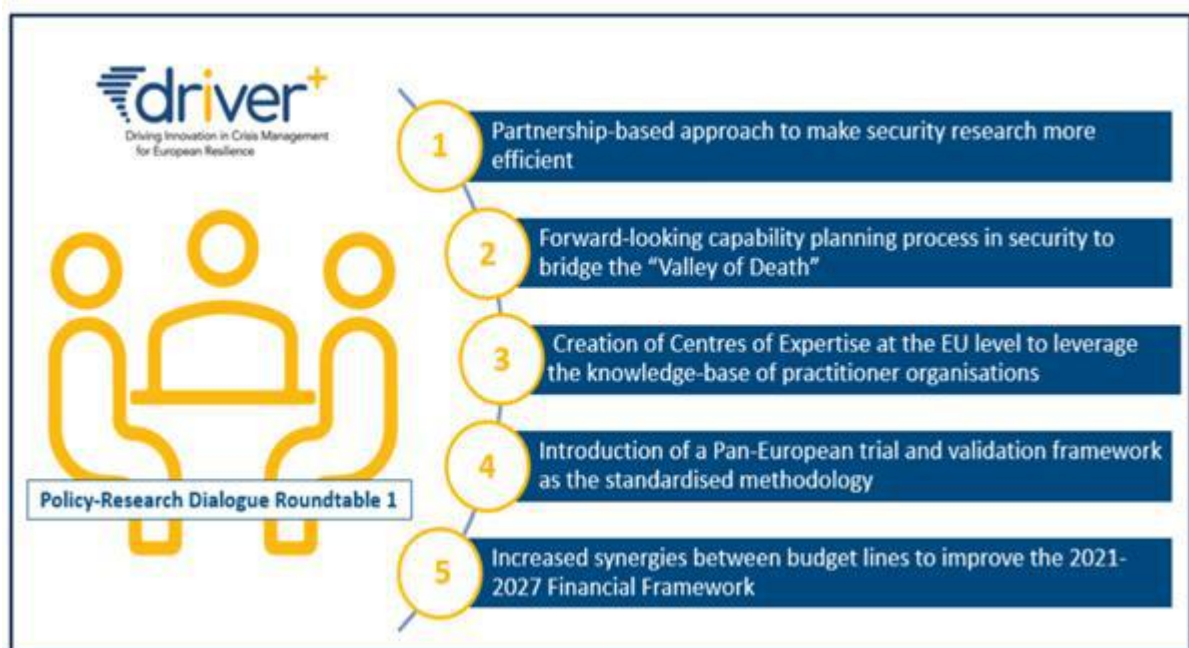 driver+
Driving Innovation in Crisis Management
for European Resilience
1
Partnership-based approach to make security research more
efficient
2
Forward-looking capability planning process in security to
bridge the “Valley of Death”
3
Creation of Centres of Expertise at the EU level to leverage
the knowledge-base of practitioner organisations
4
Introduction of a Pan-European trial and validation framework
as the standardised methodology
Policy-Research Dialogue Roundtable 1
5
Increased synergies between budget lines to improve the 2021-
2027 Financial Framework